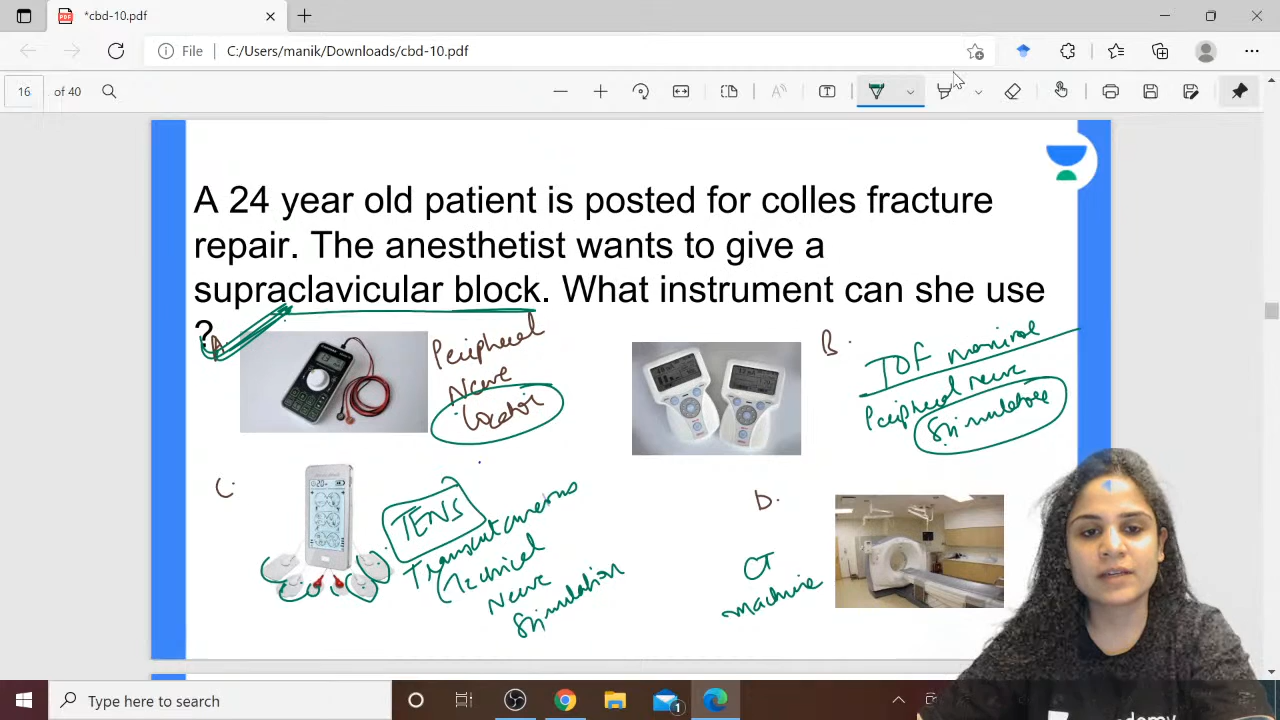 *cbd-10.pdf
File
C:/Users/manik/Downloads/cbd-10.pdf
16 of 40
A 24 year old patient is posted for colles fracture
repair. The anesthetist wants to give a
supraclavicular block. What instrument can she use
?
A.
Peripheral
Nerve
locator
B.
TOF
Peripheral nerve
Stimulator
C.
TENS
Transcutaneous
Technical
Nerve
Stimulation
D.
CT
machine
Type here to search
1